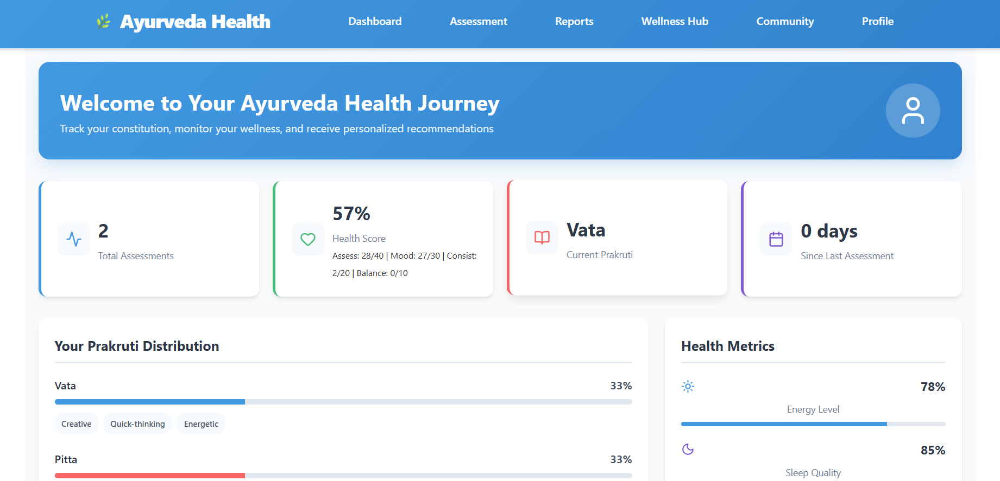 Ayurveda Health
Dashboard
Assessment
Reports
Wellness Hub
Community
Profile
Welcome to Your Ayurveda Health Journey
Track your constitution, monitor your wellness, and receive personalized recommendations
2
Total Assessments
57%
Health Score
Assess: 28/40 | Mood: 27/30 | Consist:
2/20 | Balance: 0/10
Vata
Current Prakruti
0 days
Since Last Assessment
Your Prakruti Distribution
Vata
33%
Creative
Quick-thinking
Energetic
Pitta
33%
Health Metrics
78%
Energy Level
85%
Sleep Quality